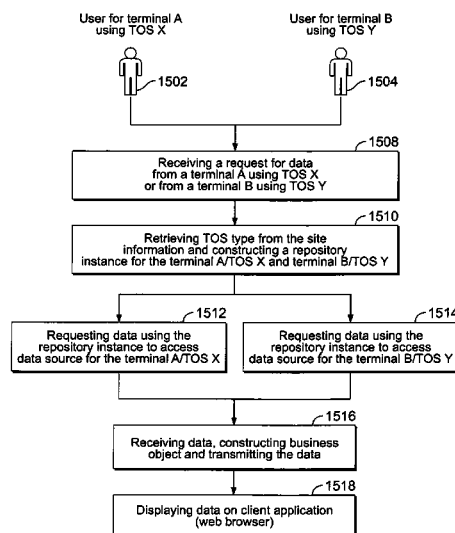 User for terminal A
using TOS X
User for terminal B
using TOS Y
1502
1504
1508
Receiving a request for data
from a terminal A using TOS X
or from a terminal B using TOS Y
1510
Retrieving TOS type from the site
information and constructing a repository
instance for the terminal A/TOS X and terminal B/TOS Y
1512
Requesting data using the
repository instance to access
data source for the terminal A/TOS X
1514
Requesting data using the
repository instance to access
data source for the terminal B/TOS Y
1516
Receiving data, constructing business
object and transmitting the data
1518
Displaying data on client application
(web browser)